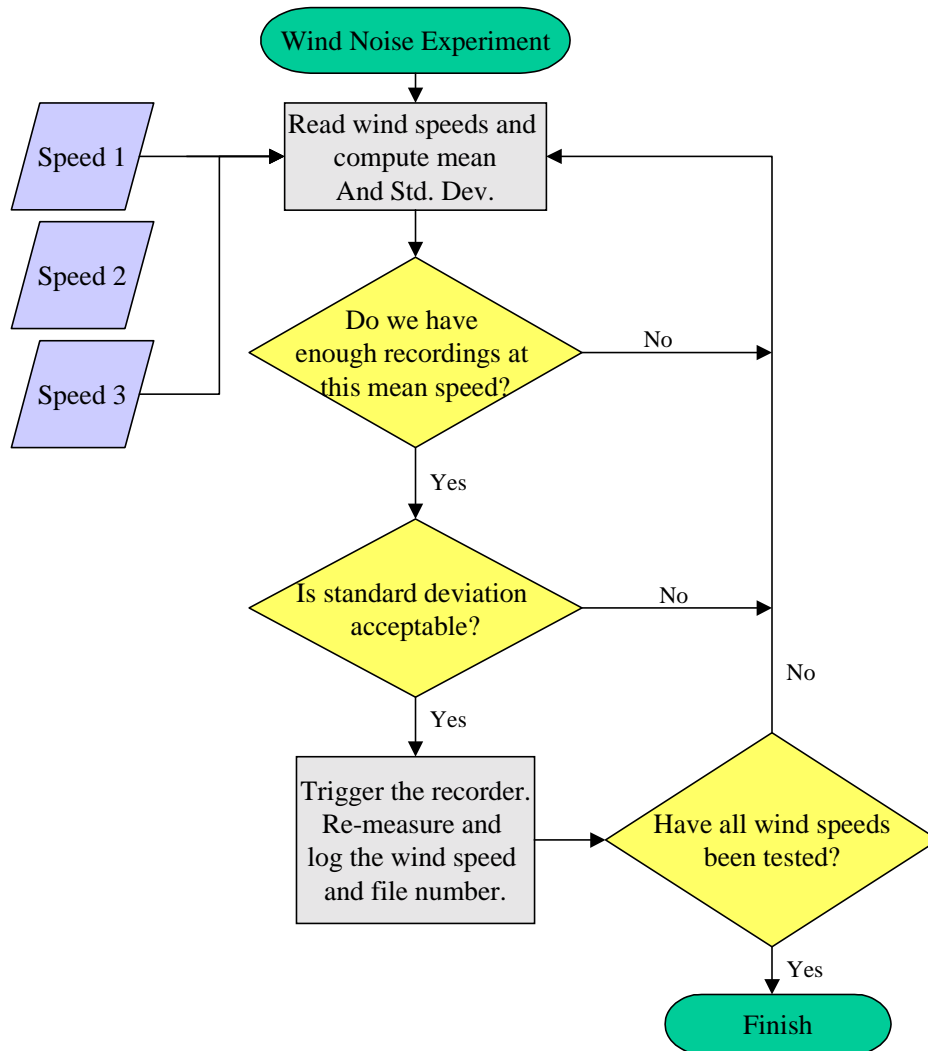 Wind Noise Experiment
Read wind speeds and
compute mean
And Std. Dev.
Speed 1
Speed 2
Speed 3
Do we have
enough recordings at
this mean speed?
No
Yes
Is standard deviation
acceptable?
No
Yes
No
Trigger the recorder.
Re-measure and
log the wind speed
and file number.
Have all wind speeds
been tested?
Yes
Finish